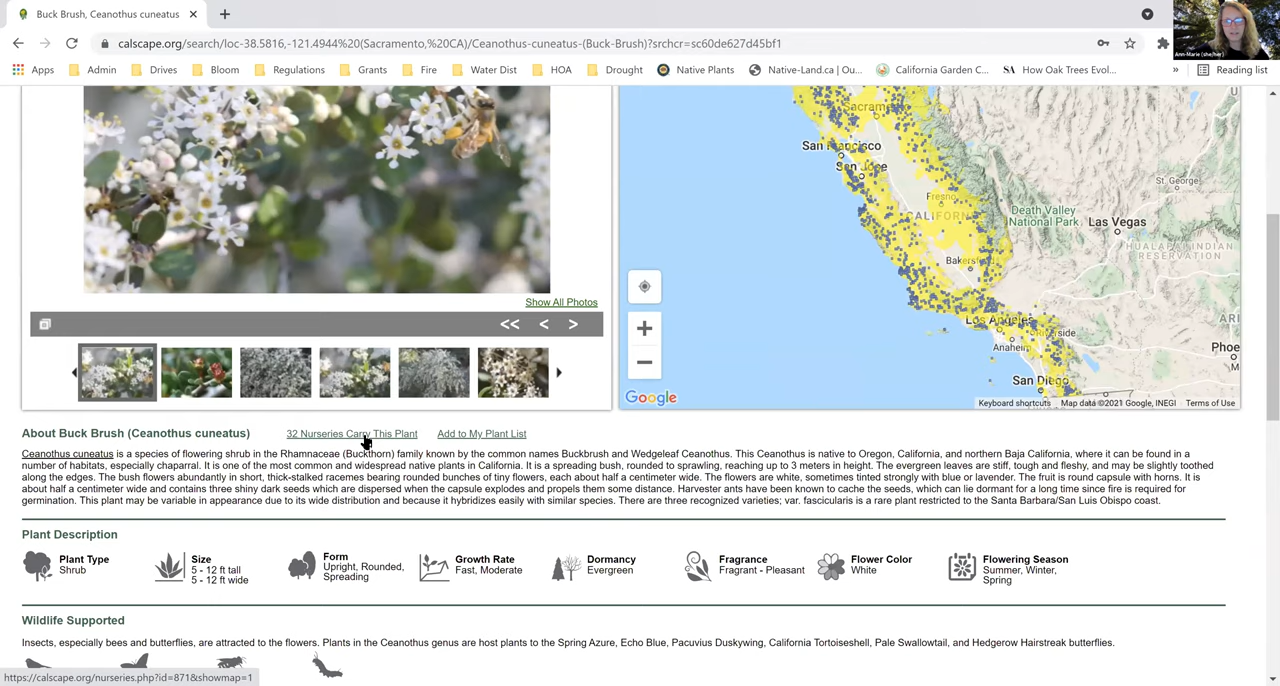 Buck Brush, Ceanothus cuneatus
calscape.org/search/loc-38.5816,-121.4944%20(Sacramento,%20CA)/Ceanothus-cuneatus-(Buck-Brush)?srchcr=sc60de627d45bf1
Ann-Marie (she/her)
Apps Admin Drives Bloom Regulations Grants Fire Water Dist HOA Drought Native Plants Native-Land.ca | Ou... California Garden C... SA How Oak Trees Evol... » Reading list
Sacramento
San Francisco
San Jose
St. George
Fresno
Death Valley
National Park
Las Vegas
CALIFORN
HUALAPAI INDIAN
RESERVATION
Bakersfield
Los Angeles
Riverside
Anaheim
ARI
Phoe
M
San Diego
Show All Photos
<< < >
Google
Keyboard shortcuts Map data ©2021 Google, INEGI Terms of Use
About Buck Brush (Ceanothus cuneatus) 32 Nurseries Carry This Plant Add to My Plant List
Ceanothus cuneatus is a species of flowering shrub in the Rhamnaceae (Buckthorn) family known by the common names Buckbrush and Wedgeleaf Ceanothus. This Ceanothus is native to Oregon, California, and northern Baja California, where it can be found in a
number of habitats, especially chaparral. It is one of the most common and widespread native plants in California. It is a spreading bush, rounded to sprawling, reaching up to 3 meters in height. The evergreen leaves are stiff, tough and fleshy, and may be slightly toothed
along the edges. The bush flowers abundantly in short, thick-stalked racemes bearing rounded bunches of tiny flowers, each about half a centimeter wide. The flowers are white, sometimes tinted strongly with blue or lavender. The fruit is round capsule with horns. It is
about half a centimeter wide and contains three shiny dark seeds which are dispersed when the capsule explodes and propels them some distance. Harvester ants have been known to cache the seeds, which can lie dormant for a long time since fire is required for
germination. This plant may be variable in appearance due to its wide distribution and because it hybridizes easily with similar species. There are three recognized varieties; var. fascicularis is a rare plant restricted to the Santa Barbara/San Luis Obispo coast.
Plant Description
Plant Type Size Form Growth Rate Dormancy Fragrance Flower Color Flowering Season
Shrub 5 - 12 ft tall Upright, Rounded, Fast, Moderate Evergreen Fragrant - Pleasant White Summer, Winter,
5 - 12 ft wide Spreading Spring
Wildlife Supported
Insects, especially bees and butterflies, are attracted to the flowers. Plants in the Ceanothus genus are host plants to the Spring Azure, Echo Blue, Pacuvius Duskywing, California Tortoiseshell, Pale Swallowtail, and Hedgerow Hairstreak butterflies.
https://calscape.org/nurseries.php?id=871&showmap=1